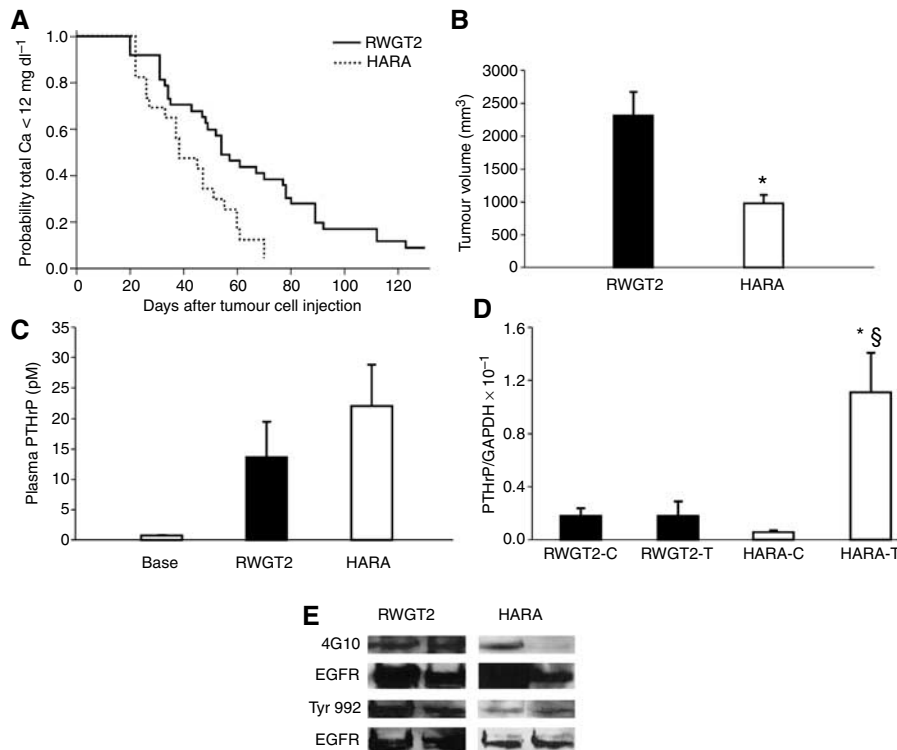 A
Probability total Ca < 12 mg dl⁻¹
1.0
0.8
0.6
0.4
0.2
0.0
0 20 40 60 80 100 120
Days after tumour cell injection
RWGT2
HARA
B
Tumour volume (mm³)
3000
2500
2000
1500
1000
500
0
*
RWGT2 HARA
C
Plasma PTHrP (pM)
35
30
25
20
15
10
5
0
Base RWGT2 HARA
D
PTHrP/GAPDH × 10⁻¹
1.6
1.2
0.8
0.4
0.0
* §
RWGT2-C RWGT2-T HARA-C HARA-T
E
RWGT2 HARA
4G10
EGFR
Tyr 992
EGFR